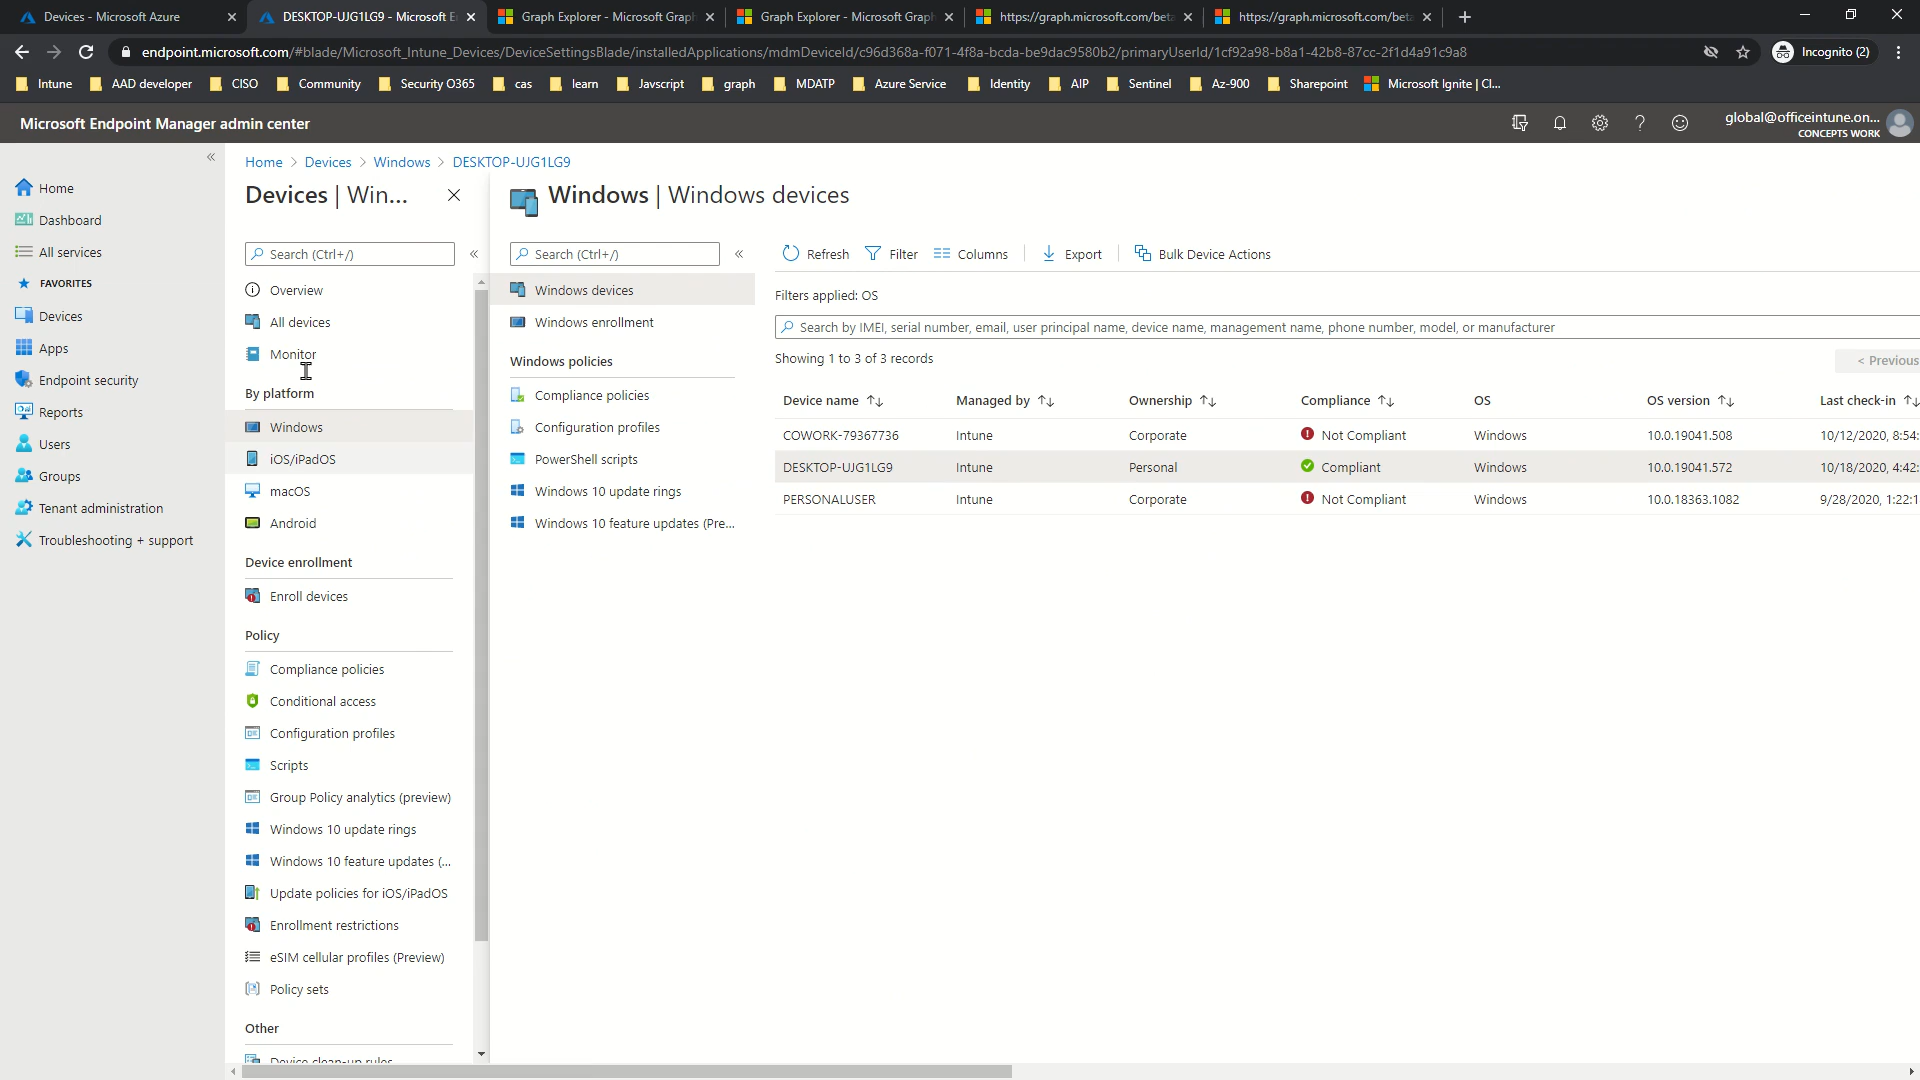 Devices - Microsoft Azure
DESKTOP-UJG1LG9 - Microsoft E
Graph Explorer - Microsoft Graph
Graph Explorer - Microsoft Graph
https://graph.microsoft.com/beta
https://graph.microsoft.com/beta
endpoint.microsoft.com/#blade/Microsoft_Intune_Devices/DeviceSettingsBlade/installedApplications/mdmDeviceId/c96d368a-f071-4f8a-bcda-be9dac9580b2/primaryUserId/1cf92a98-b8a1-42b8-87cc-2f1d4a91c9a8
Incognito (2)
Intune
AAD developer
CISO
Community
Security O365
cas
learn
Javscript
graph
MDATP
Azure Service
Identity
AIP
Sentinel
Az-900
Sharepoint
Microsoft Ignite | Cl...
Microsoft Endpoint Manager admin center
global@officeintune.on...
CONCEPTS WORK
Home
Dashboard
All services
FAVORITES
Devices
Apps
Endpoint security
Reports
Users
Groups
Tenant administration
Troubleshooting + support
Home > Devices > Windows > DESKTOP-UJG1LG9
Devices | Win...
Search (Ctrl+/)
Overview
All devices
Monitor
By platform
Windows
iOS/iPadOS
macOS
Android
Device enrollment
Enroll devices
Policy
Compliance policies
Conditional access
Configuration profiles
Scripts
Group Policy analytics (preview)
Windows 10 update rings
Windows 10 feature updates (...
Update policies for iOS/iPadOS
Enrollment restrictions
eSIM cellular profiles (Preview)
Policy sets
Other
Device clean-up rules
Windows | Windows devices
Search (Ctrl+/)
Windows devices
Windows enrollment
Windows policies
Compliance policies
Configuration profiles
PowerShell scripts
Windows 10 update rings
Windows 10 feature updates (Pre...
Refresh
Filter
Columns
Export
Bulk Device Actions
Filters applied: OS
Search by IMEI, serial number, email, user principal name, device name, management name, phone number, model, or manufacturer
Showing 1 to 3 of 3 records
< Previous
Device name Managed by Ownership Compliance OS OS version Last check-in
COWORK-79367736 Intune Corporate Not Compliant Windows 10.0.19041.508 10/12/2020, 8:54:
DESKTOP-UJG1LG9 Intune Personal Compliant Windows 10.0.19041.572 10/18/2020, 4:42:
PERSONALUSER Intune Corporate Not Compliant Windows 10.0.18363.1082 9/28/2020, 1:22:1